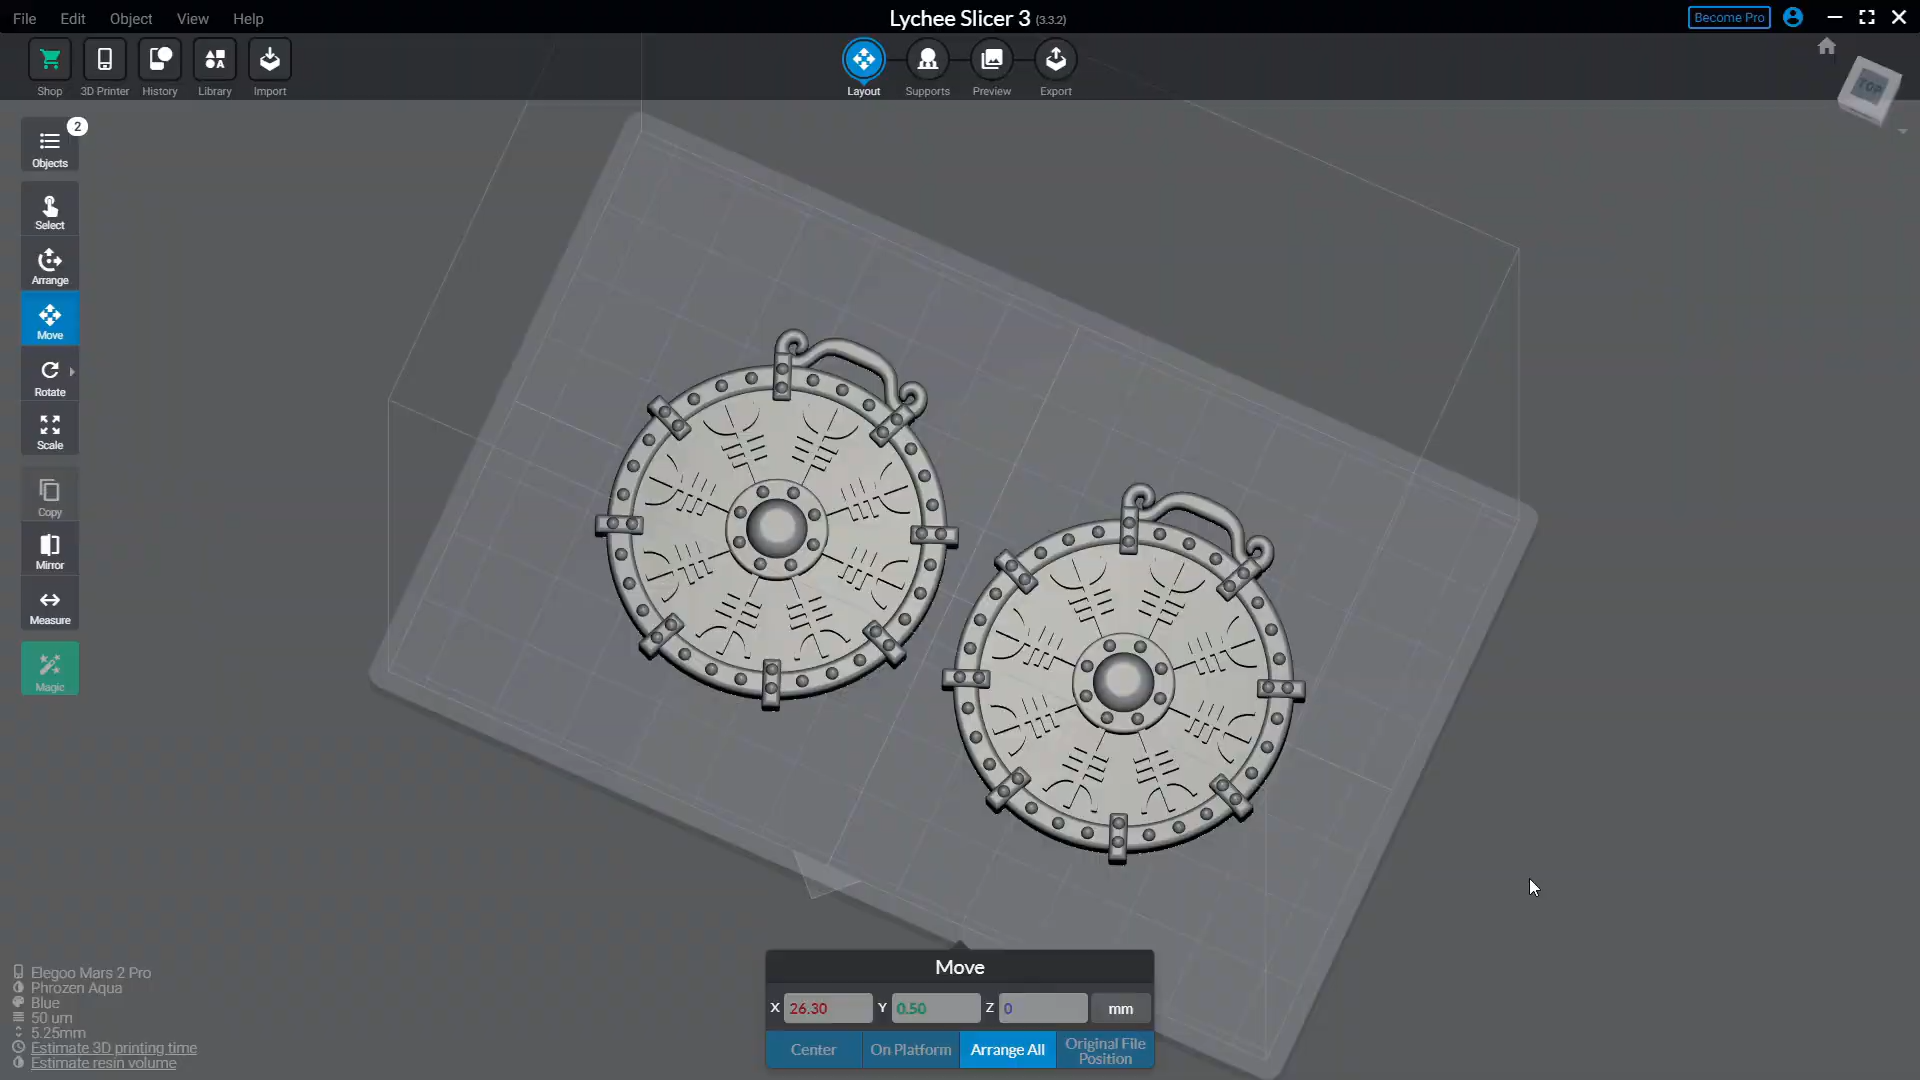 File Edit Object View Help
Lychee Slicer 3 (3.3.2)
Become Pro
Shop 3D Printer History Library Import
Layout Supports Preview Export
TOP
2
Objects
Select
Arrange
Move
Rotate
Scale
Copy
Mirror
Measure
Magic
Elegoo Mars 2 Pro
Phrozen Aqua
Blue
50 um
5.25mm
Estimate 3D printing time
Estimate resin volume
Move
X 26.30 Y 0.50 Z 0 mm
Center On Platform Arrange All Original File
Position